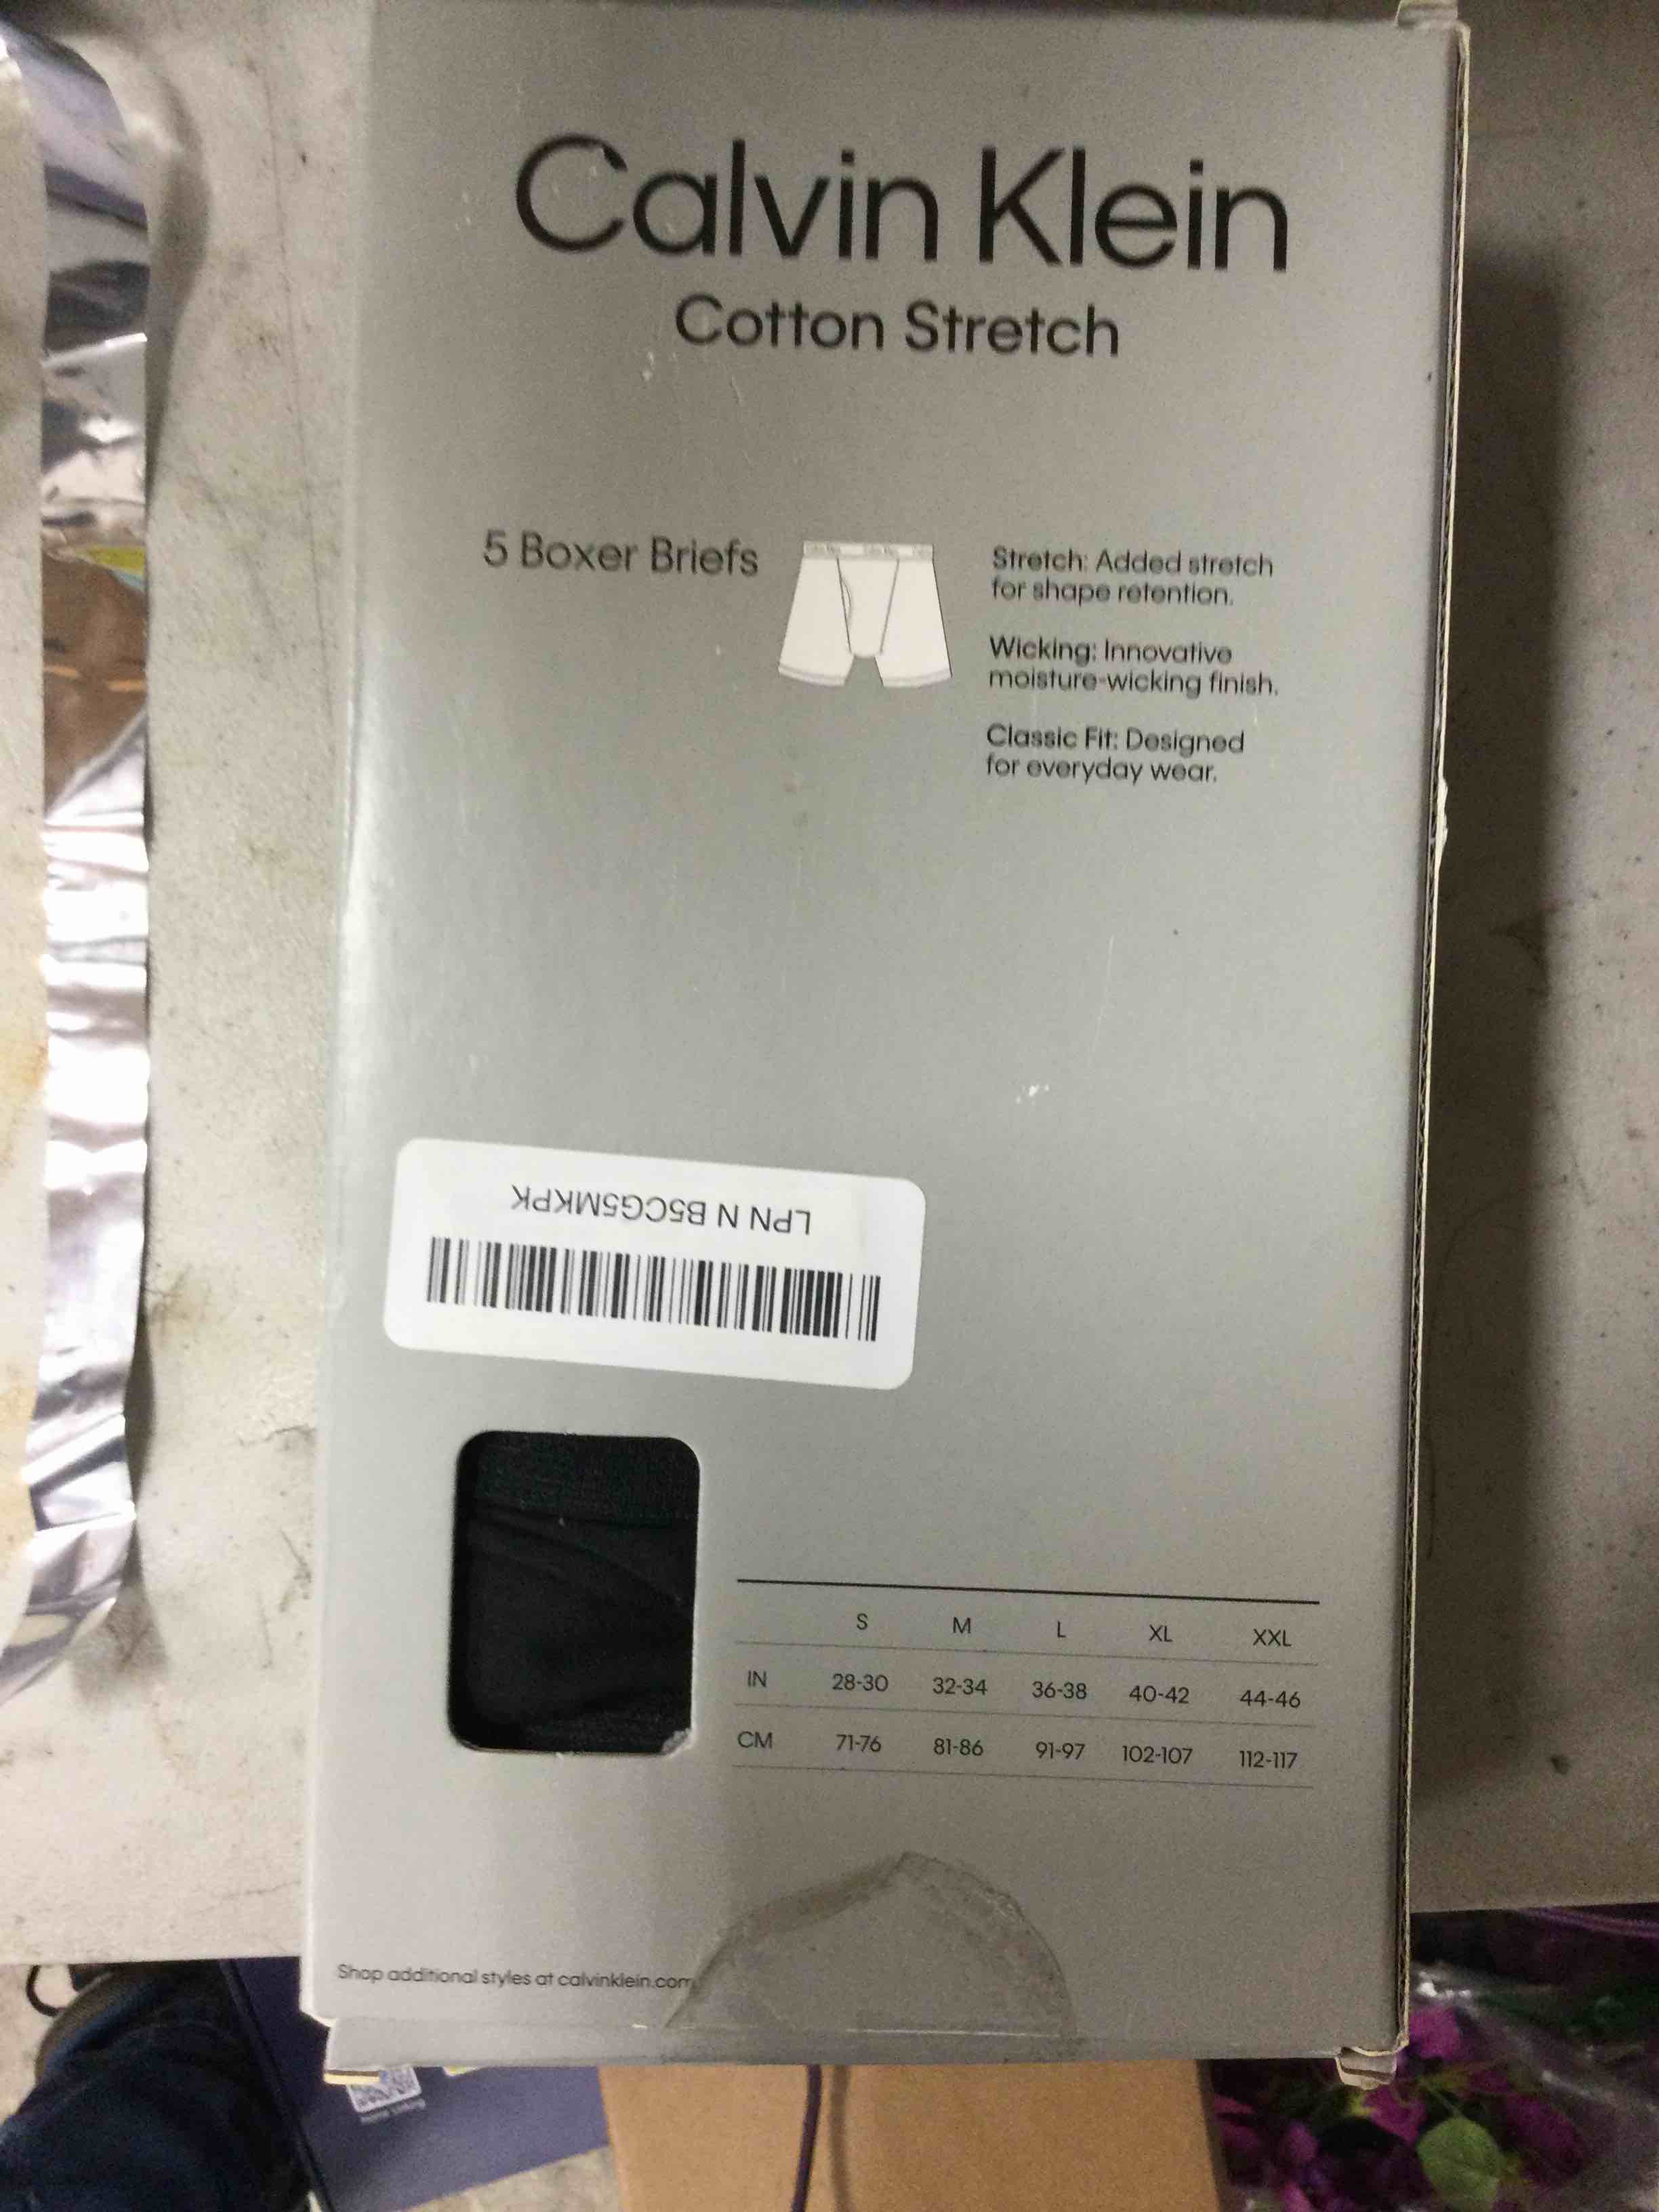 Calvin Klein
Cotton Stretch
5 Boxer Briefs
Stretch: Added stretch
for shape retention.
Wicking: Innovative
moisture-wicking finish.
Classic Fit: Designed
for everyday wear.
LPN N B5CG5MKPK
S M L XL XXL
IN 28-30 32-34 36-38 40-42 44-46
CM 71-76 81-86 91-97 102-107 112-117
Shop additional styles at calvinklein.com